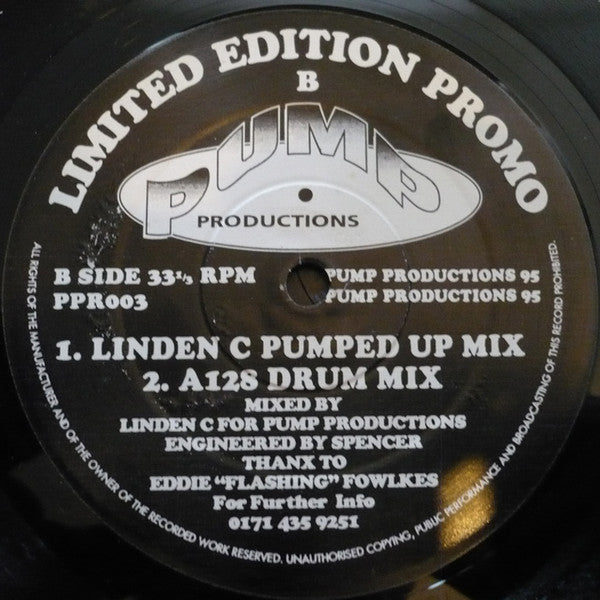 LIMITED EDITION PROMO
B
PUMP
PRODUCTIONS
B SIDE 33 1/3 RPM
PPR003
PUMP PRODUCTIONS 95
PUMP PRODUCTIONS 95
1. LINDEN C PUMPED UP MIX
2. A128 DRUM MIX
MIXED BY
LINDEN C FOR PUMP PRODUCTIONS
ENGINEERED BY SPENCER
THANX TO
EDDIE “FLASHING” FOWLKES
For Further Info
0171 435 9251
ALL RIGHTS OF THE MANUFACTURER AND OF THE OWNER OF THE RECORDED WORK RESERVED. UNAUTHORISED COPYING, PUBLIC PERFORMANCE AND BROADCASTING OF THIS RECORD PROHIBITED.